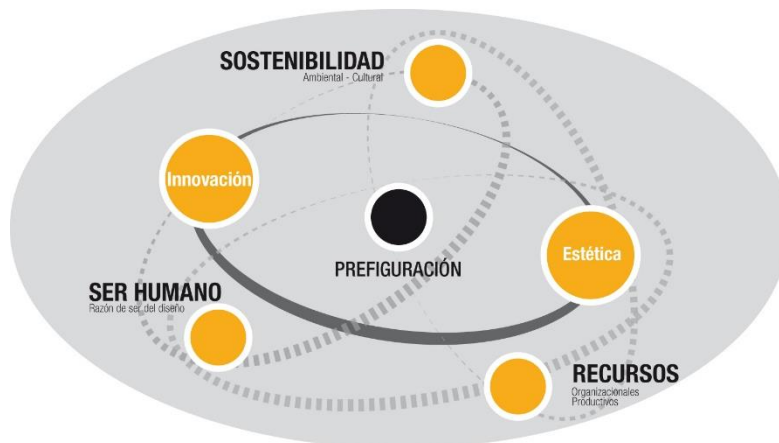 SOSTENIBILIDAD
Ambiental - Cultural
Innovación
PREFIGURACIÓN
Estética
SER HUMANO
Razón de ser del diseño
RECURSOS
Organizacionales
Productivos